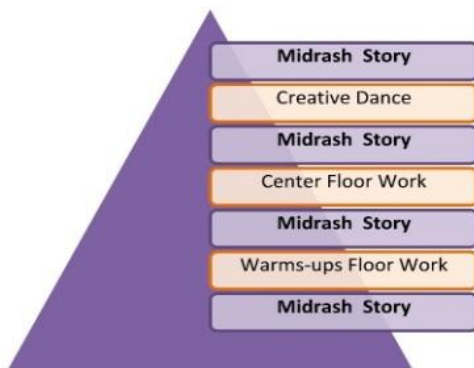 Midrash Story
Creative Dance
Midrash Story
Center Floor Work
Midrash Story
Warms-ups Floor Work
Midrash Story